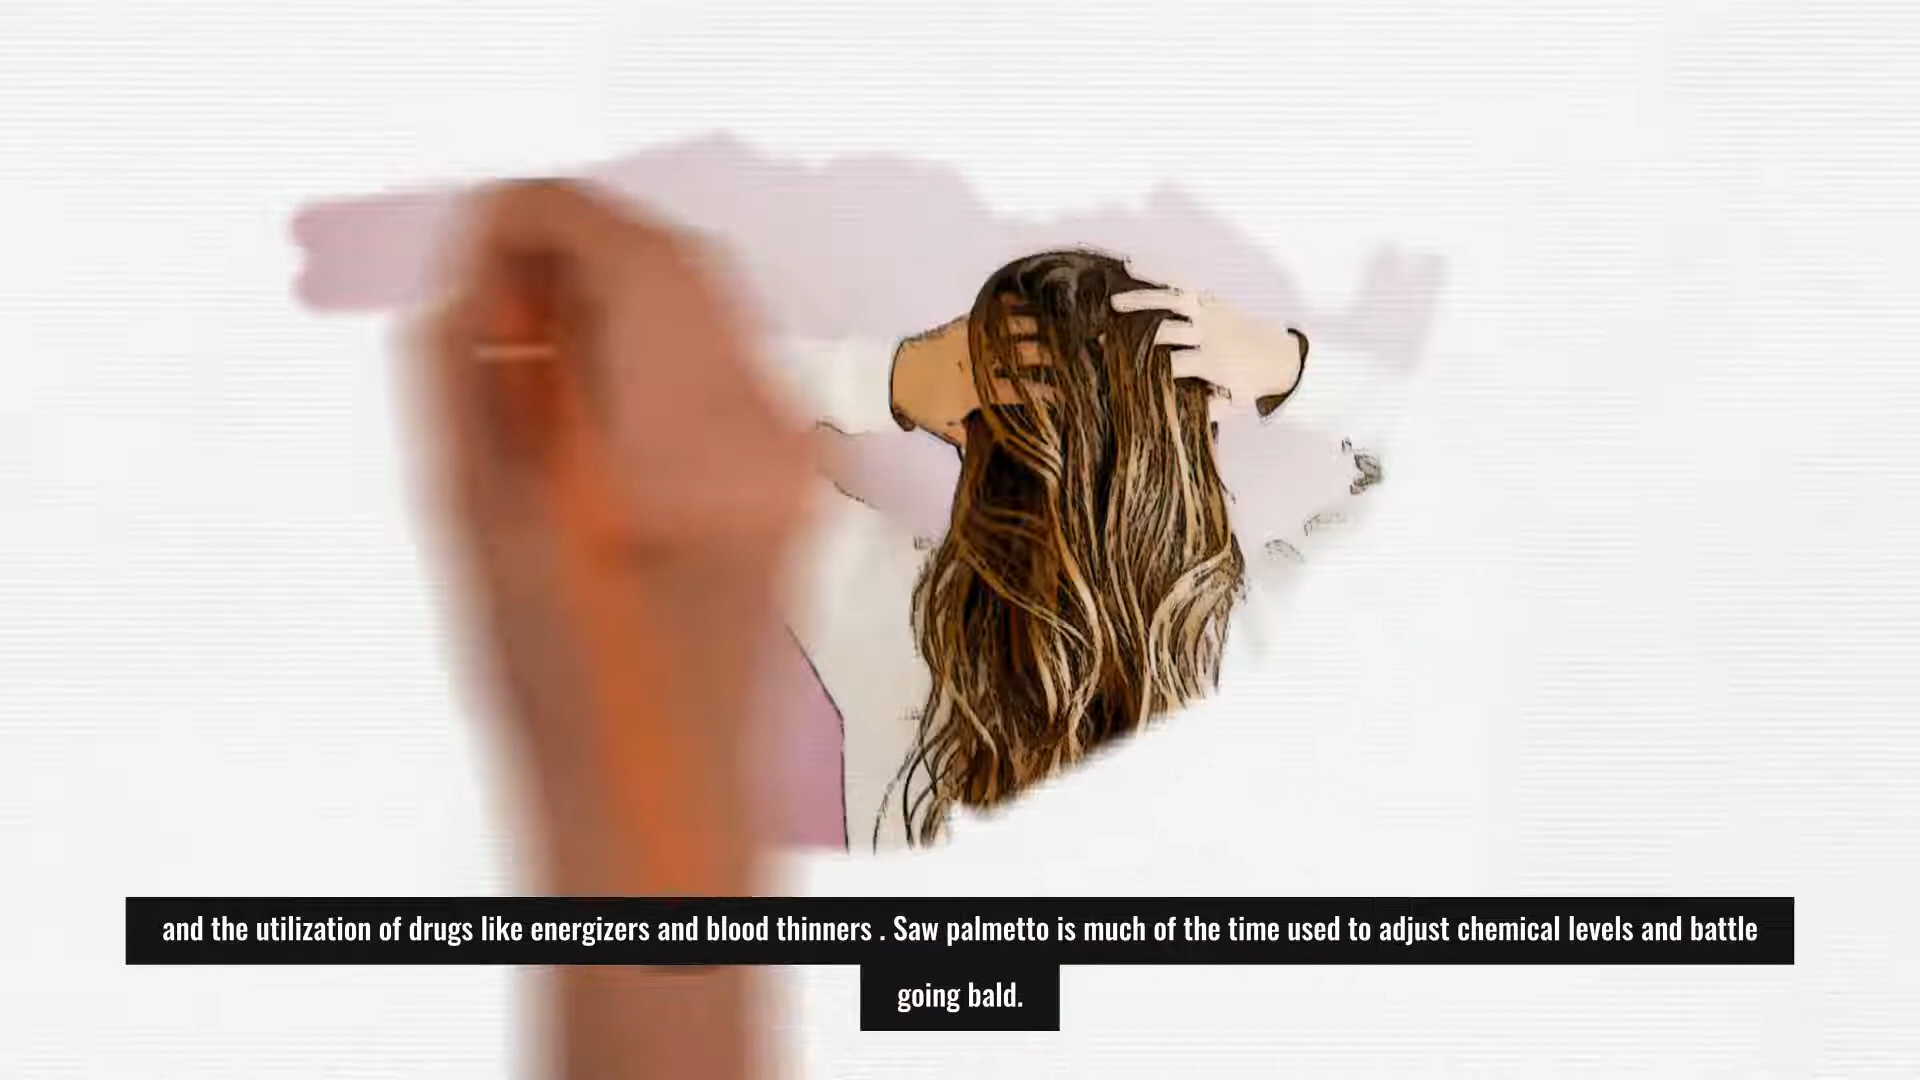 and the utilization of drugs like energizers and blood thinners . Saw palmetto is much of the time used to adjust chemical levels and battle
going bald.